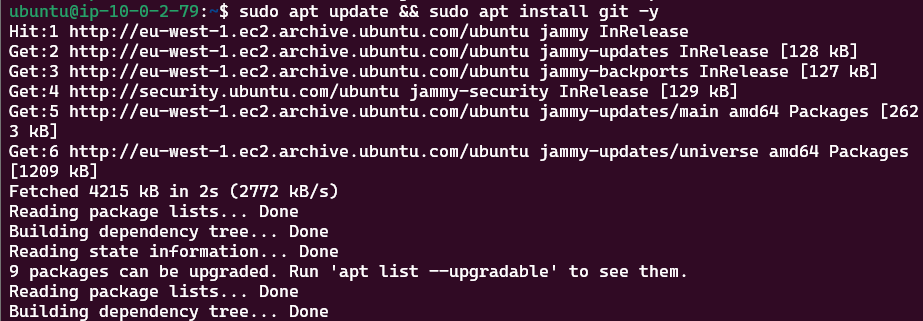 ubuntu@ip-10-0-2-79:~$ sudo apt update && sudo apt install git -y
Hit:1 http://eu-west-1.ec2.archive.ubuntu.com/ubuntu jammy InRelease
Get:2 http://eu-west-1.ec2.archive.ubuntu.com/ubuntu jammy-updates InRelease [128 kB]
Get:3 http://eu-west-1.ec2.archive.ubuntu.com/ubuntu jammy-backports InRelease [127 kB]
Get:4 http://security.ubuntu.com/ubuntu jammy-security InRelease [129 kB]
Get:5 http://eu-west-1.ec2.archive.ubuntu.com/ubuntu jammy-updates/main amd64 Packages [262
3 kB]
Get:6 http://eu-west-1.ec2.archive.ubuntu.com/ubuntu jammy-updates/universe amd64 Packages
[1209 kB]
Fetched 4215 kB in 2s (2772 kB/s)
Reading package lists... Done
Building dependency tree... Done
Reading state information... Done
9 packages can be upgraded. Run 'apt list --upgradable' to see them.
Reading package lists... Done
Building dependency tree... Done